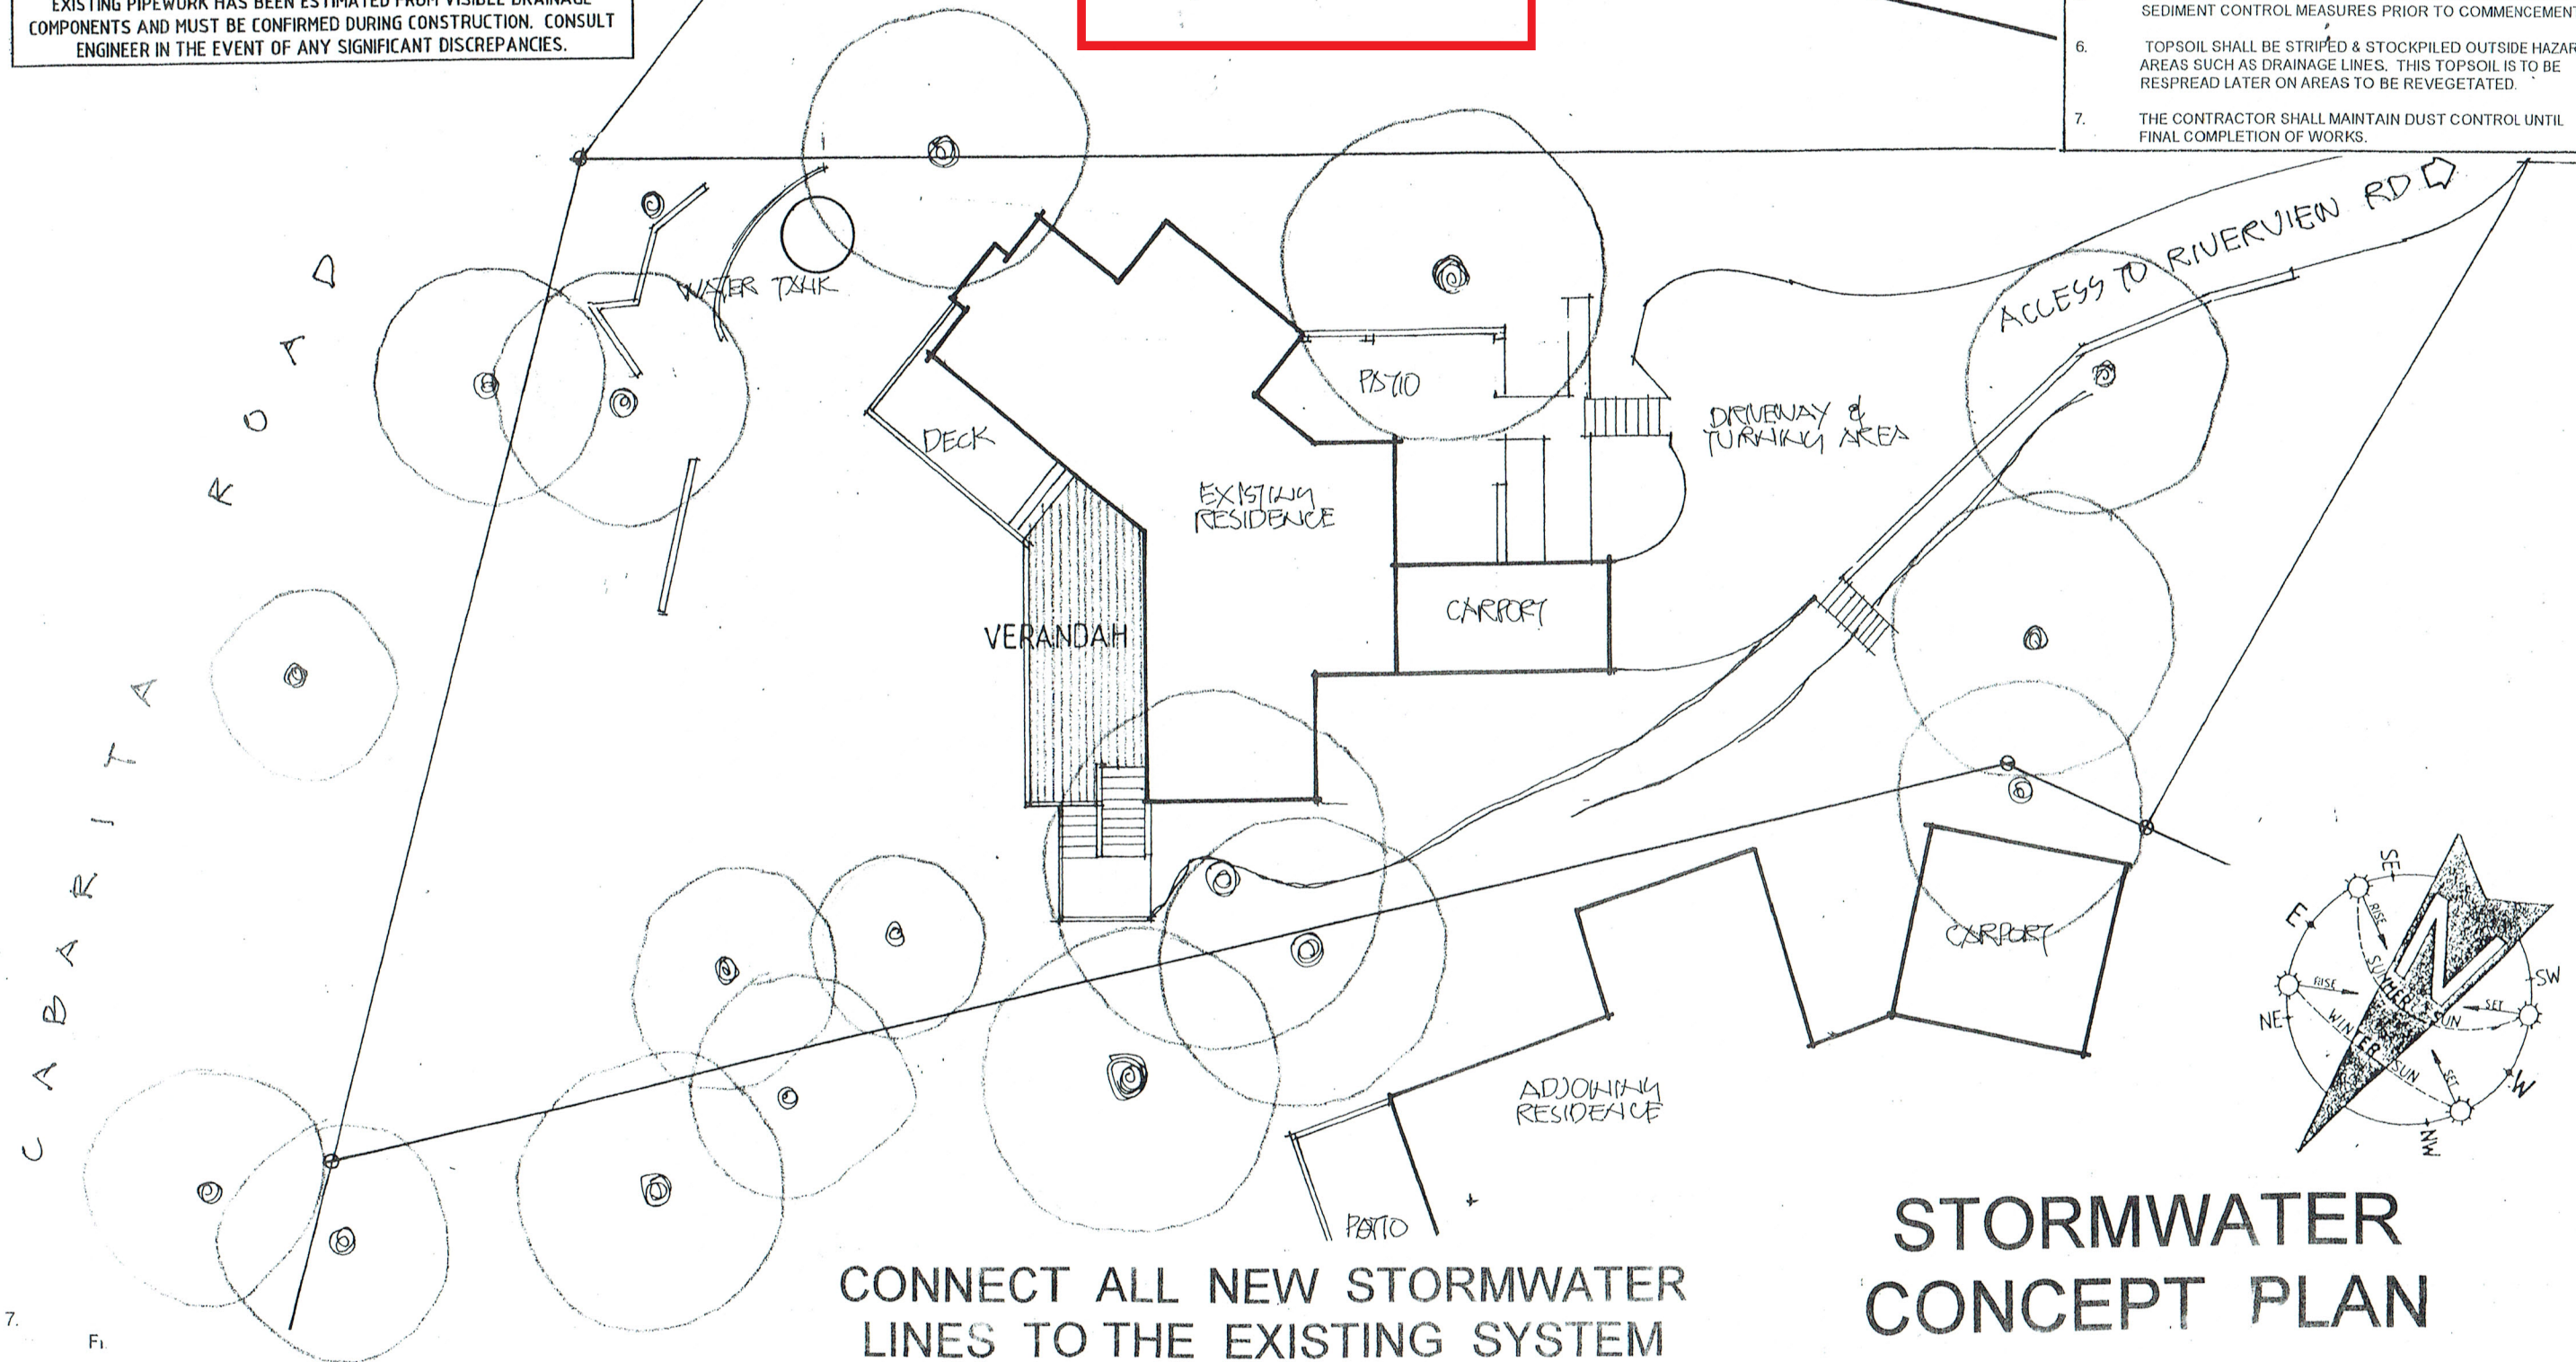 EXISTING PIPEWORK HAS BEEN ESTIMATED FROM VISIBLE DRAINAGE
COMPONENTS AND MUST BE CONFIRMED DURING CONSTRUCTION. CONSULT
ENGINEER IN THE EVENT OF ANY SIGNIFICANT DISCREPANCIES.
SEDIMENT CONTROL MEASURES PRIOR TO COMMENCEMEN
6. TOPSOIL SHALL BE STRIPED & STOCKPILED OUTSIDE HAZAR
AREAS SUCH AS DRAINAGE LINES. THIS TOPSOIL IS TO BE
RESPREAD LATER ON AREAS TO BE REVEGETATED.
7. THE CONTRACTOR SHALL MAINTAIN DUST CONTROL UNTIL
FINAL COMPLETION OF WORKS.
ACCESS TO RIVERVIEW RD
WATER TANK
CABARITA ROAD
DECK
PATIO
DRIVEWAY &
TURNING AREA
EXISTING
RESIDENCE
CARPORT
VERANDAH
CARPORT
ADJOINING
RESIDENCE
PATIO
SE
E
RISE
SUMMER SUN
SW
RISE
SET
NE
WINTER SUN
SET
W
NW
N
STORMWATER
CONCEPT PLAN
CONNECT ALL NEW STORMWATER
LINES TO THE EXISTING SYSTEM
7.